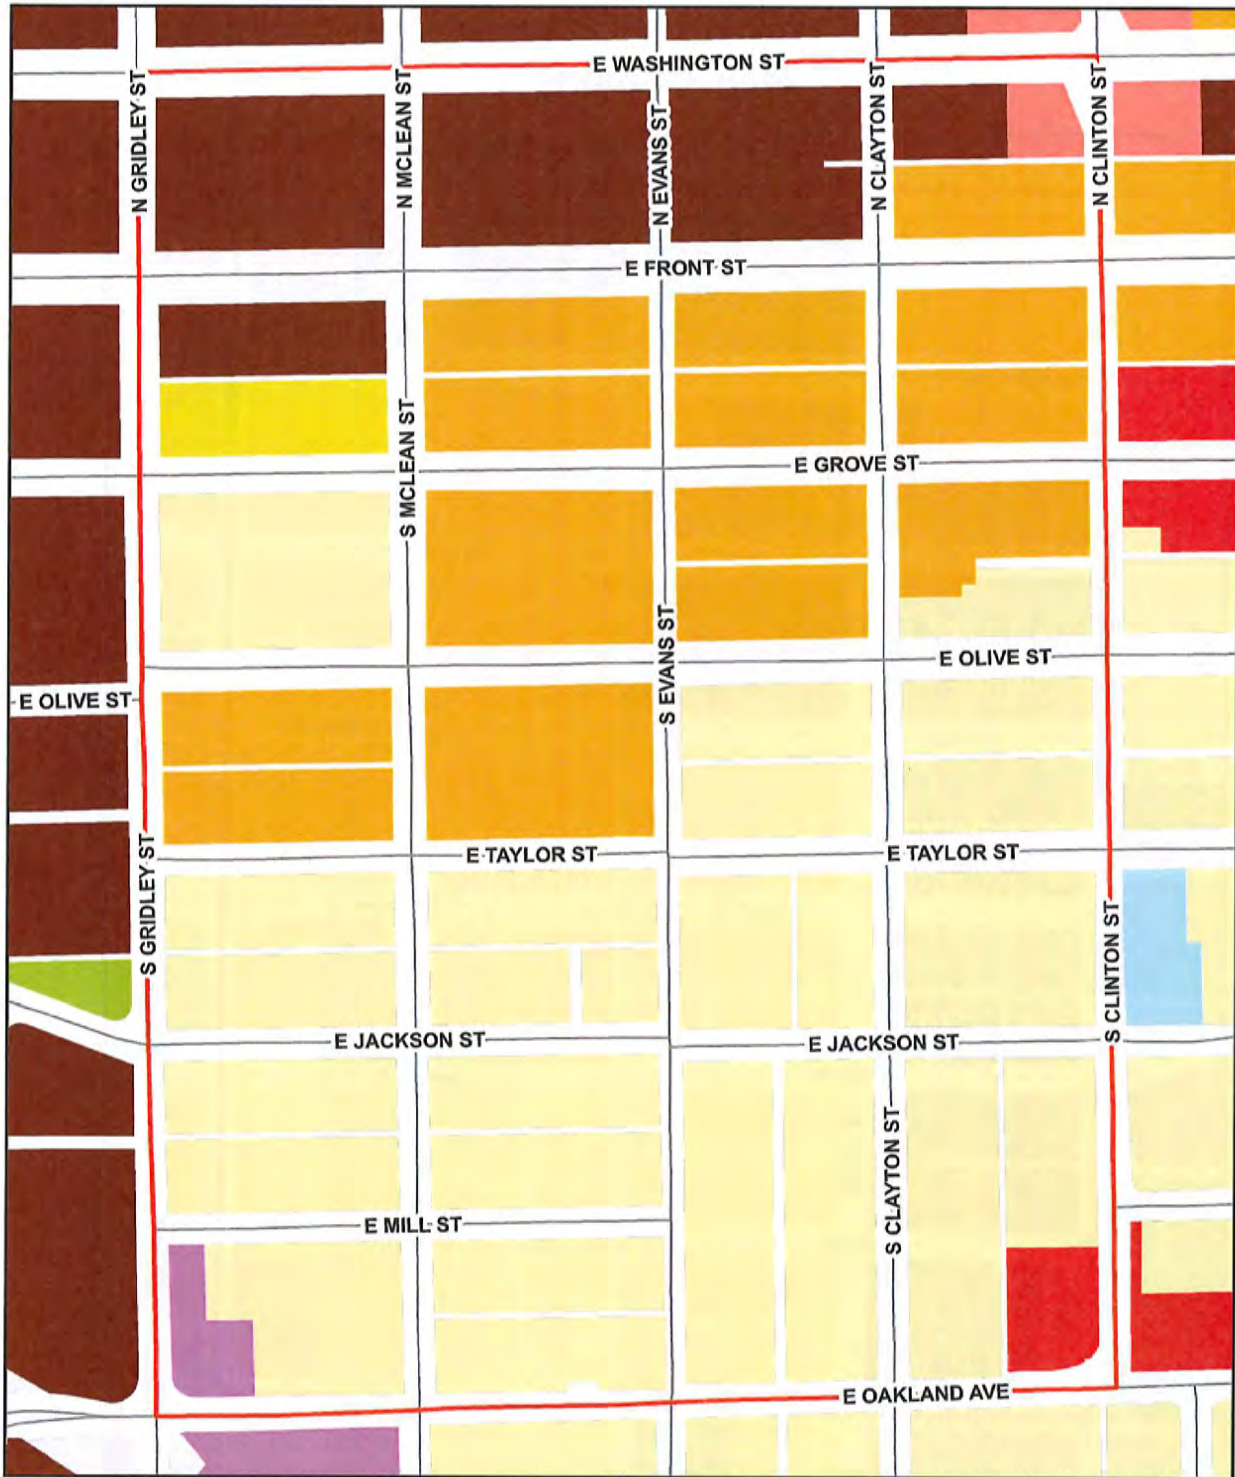 E WASHINGTON ST
N GRIDLEY ST
N MCLEAN ST
N EVANS ST
N CLAYTON ST
N CLINTON ST
E FRONT ST
S MCLEAN ST
E GROVE ST
S EVANS ST
E OLIVE ST
E OLIVE ST
S GRIDLEY ST
E TAYLOR ST
E TAYLOR ST
S CLINTON ST
E JACKSON ST
E JACKSON ST
S CLAYTON ST
E MILL ST
E OAKLAND AVE